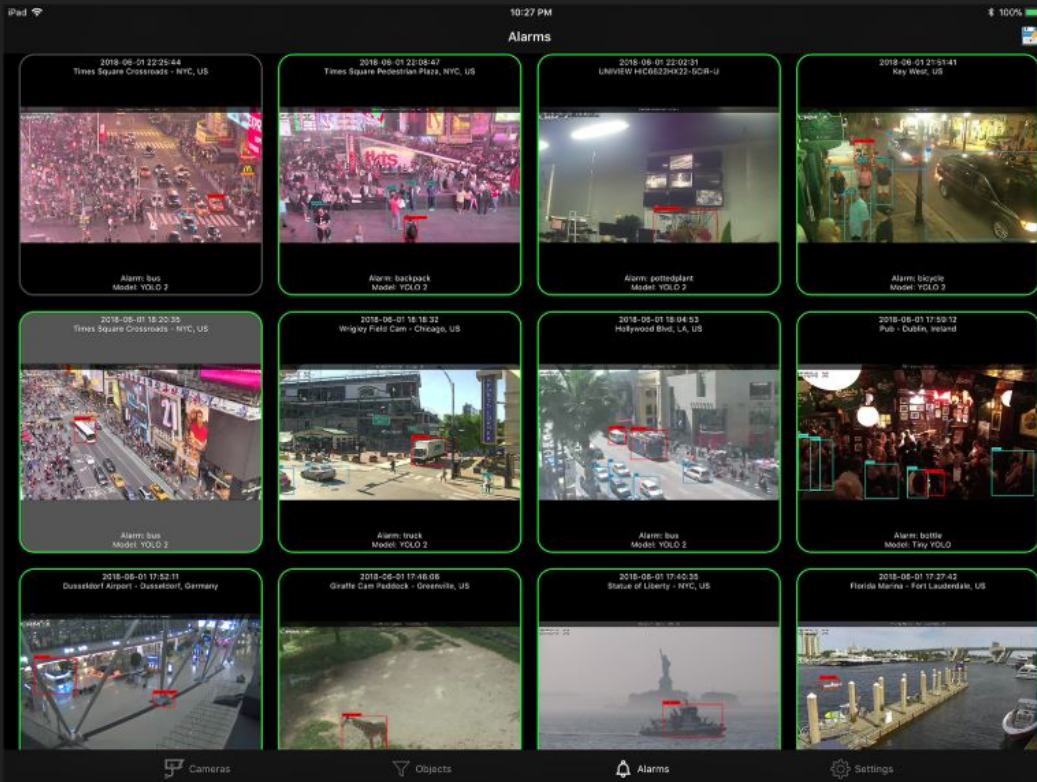 iPad
10:27 PM
100%
Alarms
2018-06-01 22:25:44
Times Square Crossroads - NYC, US
Alarm: bus
Model: YOLO 2
2018-06-01 22:08:47
Times Square Pedestrian Plaza, NYC, US
tkts
Alarm: backpack
Model: YOLO 2
2018-06-01 22:02:31
UNIVIEW HIC6622HX22-5CIR-U
Alarm: pottedplant
Model: YOLO 2
2018-06-01 21:51:41
Key West, US
Alarm: bicycle
Model: YOLO 2
2018-06-01 18:20:35
Times Square Crossroads - NYC, US
21
Alarm: bus
Model: YOLO 2
2018-06-01 18:18:32
Wrigley Field Cam - Chicago, US
Alarm: truck
Model: YOLO 2
2018-06-01 18:04:53
Hollywood Blvd, LA, US
Alarm: bus
Model: YOLO 2
2018-06-01 17:59:12
Pub - Dublin, Ireland
Alarm: bottle
Model: Tiny YOLO
2018-06-01 17:52:11
Dusseldorf Airport - Dusseldorf, Germany
2018-06-01 17:46:06
Giraffe Cam Paddock - Greenville, US
2018-06-01 17:40:35
Statue of Liberty - NYC, US
2018-06-01 17:27:42
Florida Marina - Fort Lauderdale, US
Cameras
Objects
Alarms
Settings